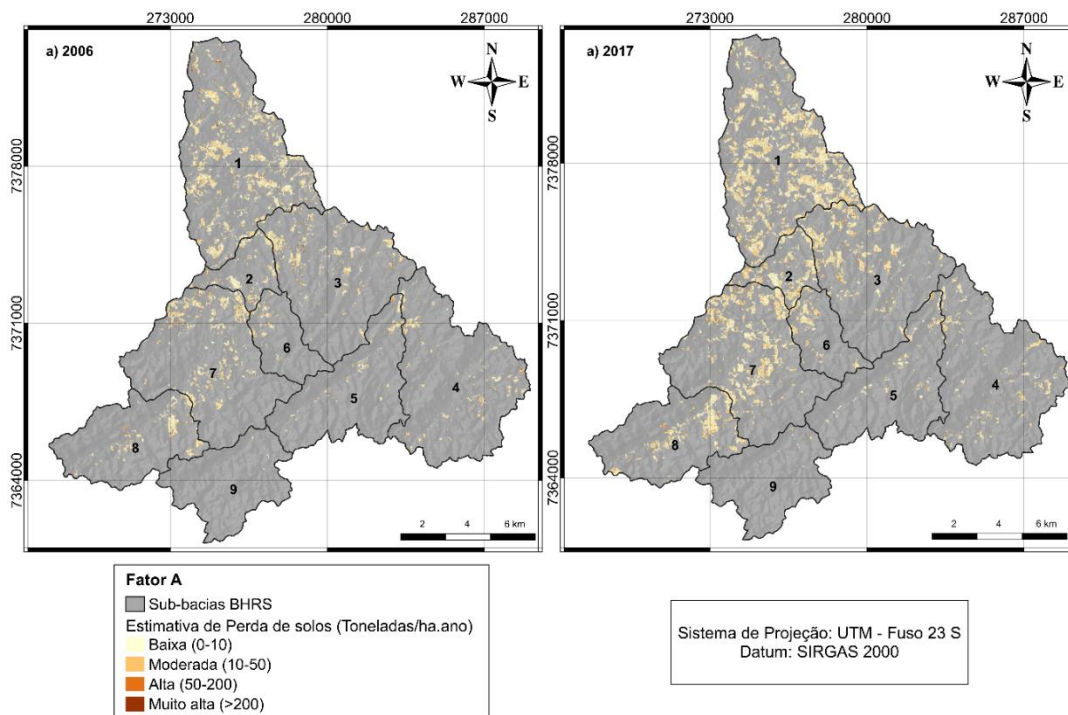 273000 280000 287000
a) 2006
N
W E
S
7378000
7371000
7364000
1
2
3
6
7
4
5
8
9
2 4 6 km
273000 280000 287000
a) 2017
N
W E
S
7378000
7371000
7364000
1
2
3
6
7
4
5
8
9
2 4 6 km
Fator A
Sub-bacias BHRS
Estimativa de Perda de solos (Toneladas/ha.ano)
Baixa (0-10)
Moderada (10-50)
Alta (50-200)
Muito alta (>200)
Sistema de Projeção: UTM - Fuso 23 S
Datum: SIRGAS 2000